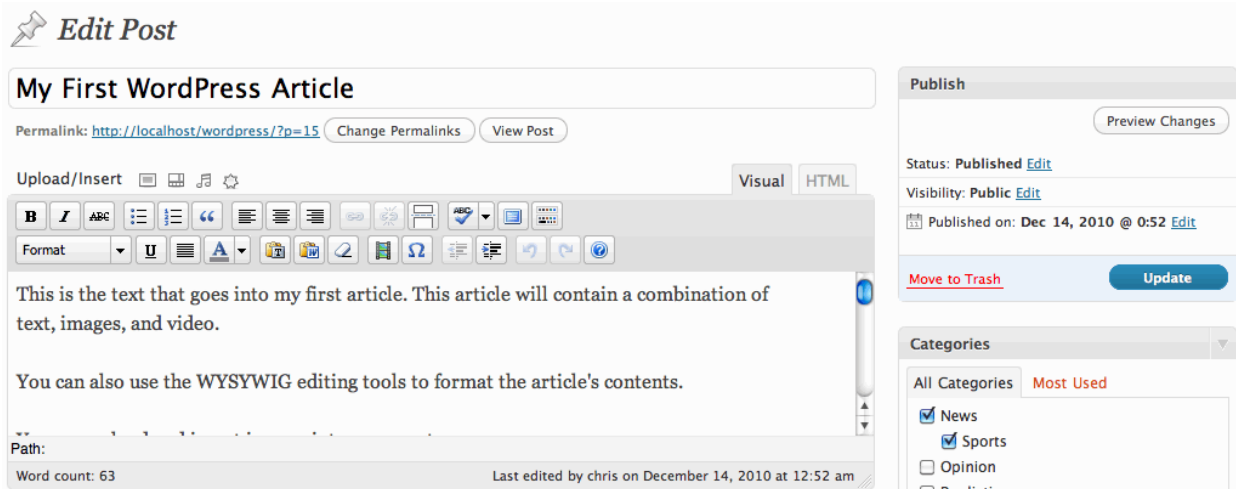 Edit Post
My First WordPress Article
Permalink: http://localhost/wordpress/?p=15 Change Permalinks View Post
Upload/Insert Visual HTML
B I ABC ABC
Format U A T W Ω
This is the text that goes into my first article. This article will contain a combination of
text, images, and video.
You can also use the WYSYWIG editing tools to format the article's contents.
Path:
Word count: 63 Last edited by chris on December 14, 2010 at 12:52 am
Publish
Preview Changes
Status: Published Edit
Visibility: Public Edit
Published on: Dec 14, 2010 @ 0:52 Edit
Move to Trash Update
Categories
All Categories Most Used
News
Sports
Opinion